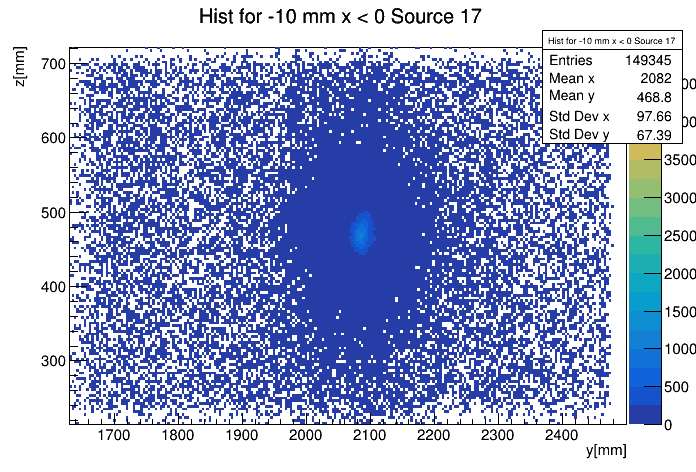 Hist for -10 mm x < 0 Source 17
Hist for -10 mm x < 0 Source 17
Entries 149345
Mean x 2082
Mean y 468.8
Std Dev x 97.66
Std Dev y 67.39
z[mm]
700
600
500
400
300
1700 1800 1900 2000 2100 2200 2300 2400
y[mm]
3500
3000
2500
2000
1500
1000
500
0